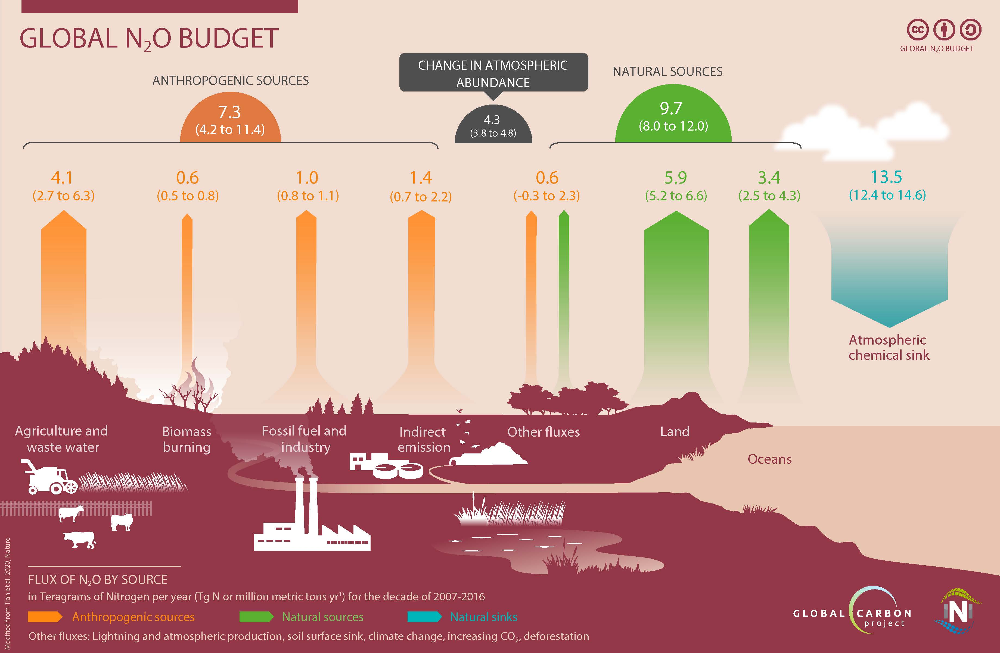 GLOBAL N₂O BUDGET
GLOBAL N₂O BUDGET
CHANGE IN ATMOSPHERIC
ABUNDANCE
ANTHROPOGENIC SOURCES
NATURAL SOURCES
7.3
(4.2 to 11.4)
4.3
(3.8 to 4.8)
9.7
(8.0 to 12.0)
4.1
(2.7 to 6.3)
0.6
(0.5 to 0.8)
1.0
(0.8 to 1.1)
1.4
(0.7 to 2.2)
0.6
(-0.3 to 2.3)
5.9
(5.2 to 6.6)
3.4
(2.5 to 4.3)
13.5
(12.4 to 14.6)
Atmospheric
chemical sink
Agriculture and
waste water
Biomass
burning
Fossil fuel and
industry
Indirect
emission
Other fluxes
Land
Oceans
FLUX OF N₂O BY SOURCE
in Teragrams of Nitrogen per year (Tg N or million metric tons yr¹) for the decade of 2007-2016
Anthropogenic sources
Natural sources
Natural sinks
Other fluxes: Lightning and atmospheric production, soil surface sink, climate change, increasing CO₂, deforestation
Modified from Tian et al. 2020, Nature
GLOBAL CARBON
project
INI
cc